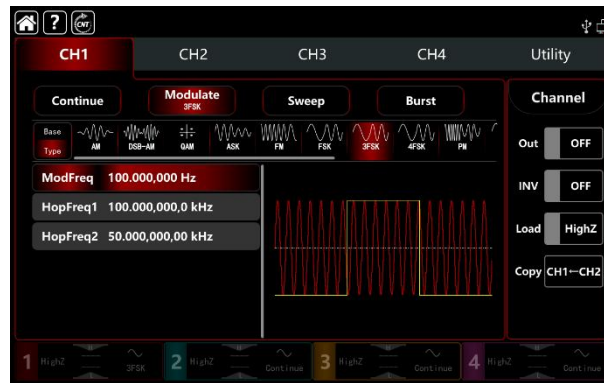 ? CNT
CH1 CH2 CH3 CH4 Utility
Continue Modulate Sweep Burst Channel
3FSK
Base
Type
AM DSB-AM QAM ASK FM FSK 3FSK 4FSK PM
Out OFF
ModFreq 100.000,000 Hz
INV OFF
HopFreq1 100.000,000,0 kHz
Load HighZ
HopFreq2 50.000,000,00 kHz
Copy CH1←CH2
1 HighZ 3FSK 2 HighZ Continue 3 HighZ Continue 4 HighZ Continue